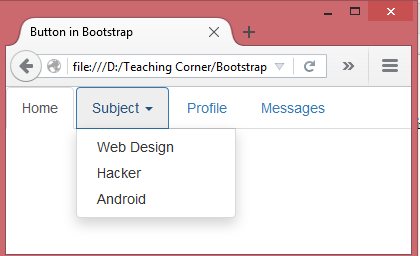 Button in Bootstrap
file:///D:/Teaching Corner/Bootstrap
Home Subject Profile Messages
Web Design
Hacker
Android